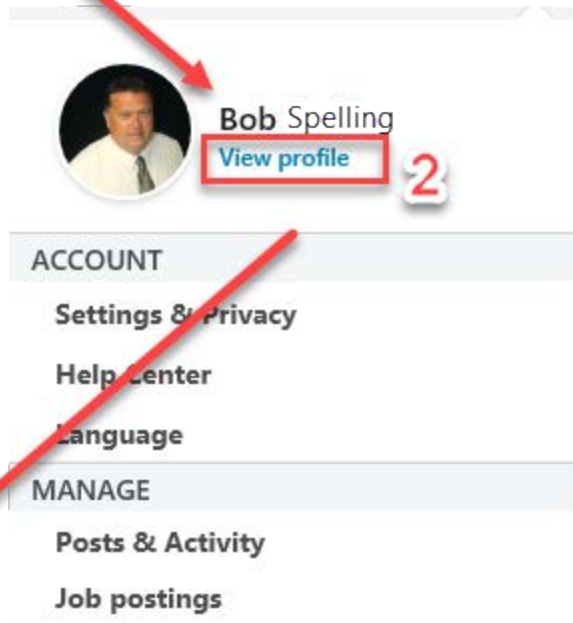 Bob Spelling
View profile
2
ACCOUNT
Settings & Privacy
Help Center
Language
MANAGE
Posts & Activity
Job postings